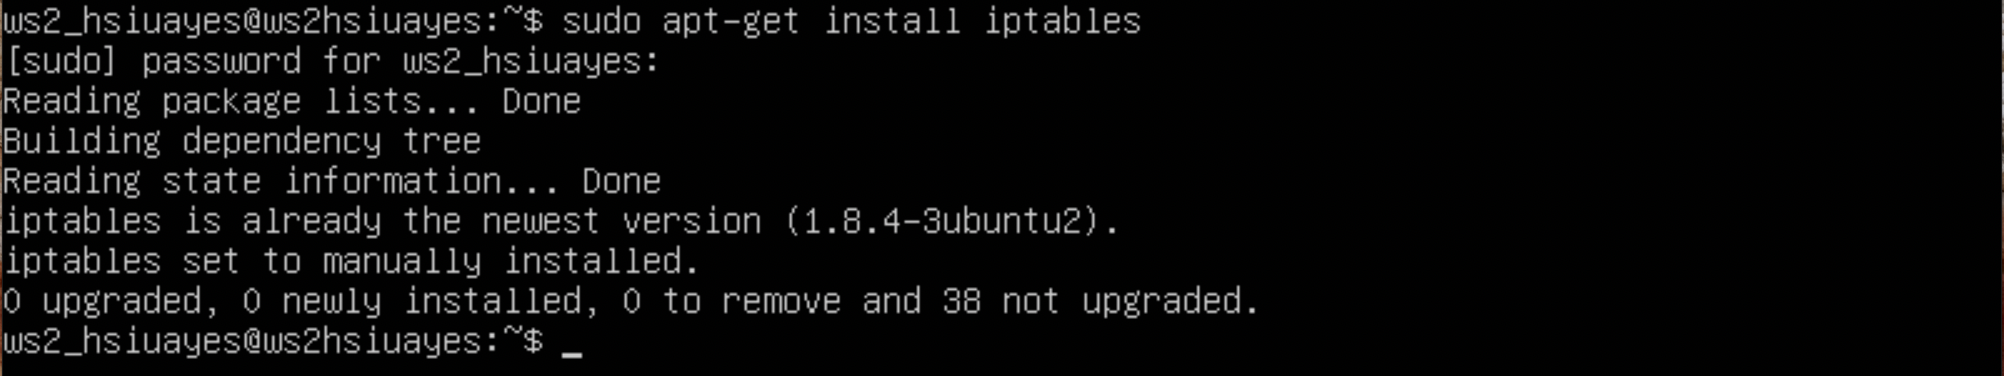 ws2_hsiuayes@ws2hsiuayes:~$ sudo apt-get install iptables
[sudo] password for ws2_hsiuayes:
Reading package lists... Done
Building dependency tree
Reading state information... Done
iptables is already the newest version (1.8.4-3ubuntu2).
iptables set to manually installed.
0 upgraded, 0 newly installed, 0 to remove and 38 not upgraded.
ws2_hsiuayes@ws2hsiuayes:~$ _